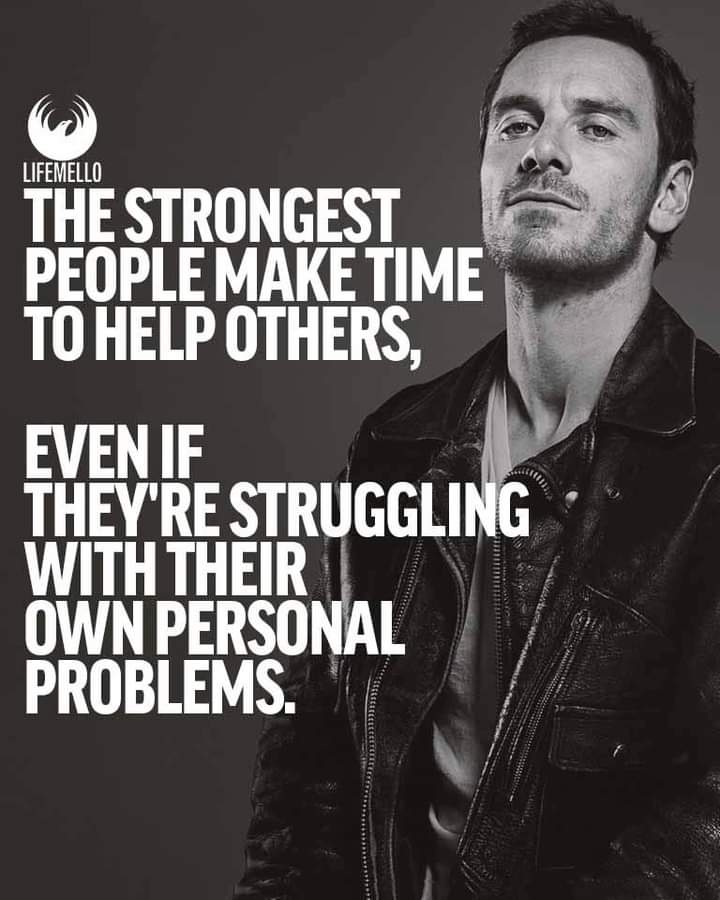 LIFEMELLO
THE STRONGEST
PEOPLE MAKE TIME
TO HELP OTHERS,
EVEN IF
THEY'RE STRUGGLING
WITH THEIR
OWN PERSONAL
PROBLEMS.